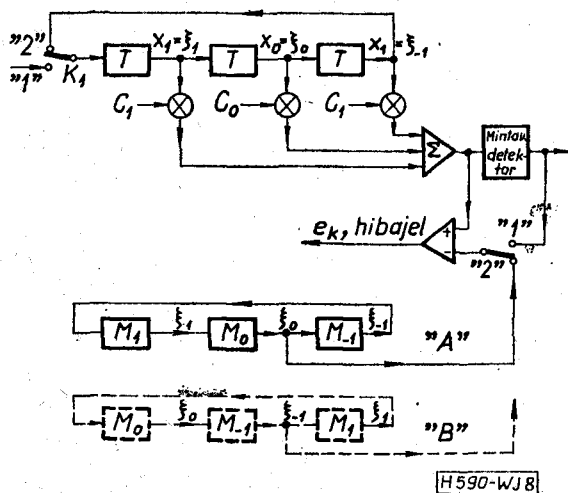 "2" x₁=ξ₁ x₀=ξ₀ x₁=ξ₋₁
T T T
"1" K₁
C₁ C₀ C₁
Σ
Mintav.
detek-
tor
"1"
+
eₖ, hibajel
-
"2"
ξ₁ ξ₀ ξ₋₁
M₁ M₀ M₋₁
"A"
ξ₀ ξ₋₁ ξ₁
M₀ M₋₁ M₁
"B"
H590-WJ8